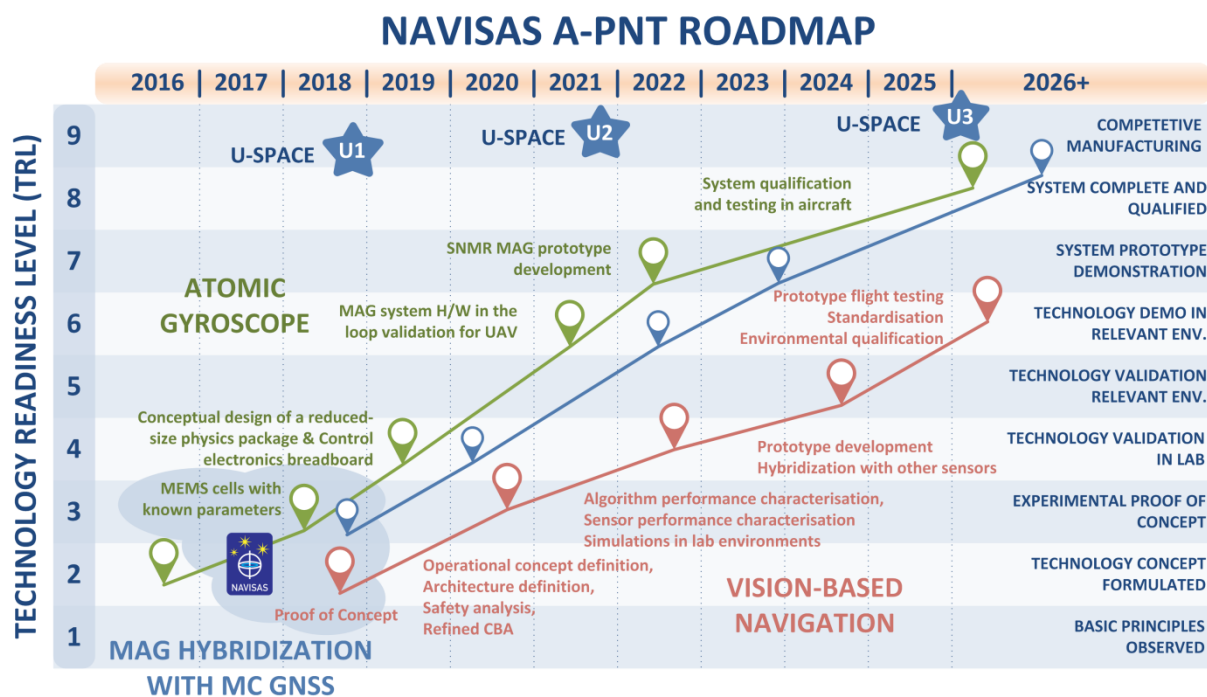 NAVISAS A-PNT ROADMAP
2016 2017 2018 2019 2020 2021 2022 2023 2024 2025 2026+
TECHNOLOGY READINESS LEVEL (TRL)
9
8
7
6
5
4
3
2
1
U-SPACE U1
U-SPACE U2
U-SPACE U3
COMPETETIVE
MANUFACTURING
SYSTEM COMPLETE AND
QUALIFIED
SYSTEM PROTOTYPE
DEMONSTRATION
TECHNOLOGY DEMO IN
RELEVANT ENV.
TECHNOLOGY VALIDATION
RELEVANT ENV.
TECHNOLOGY VALIDATION
IN LAB
EXPERIMENTAL PROOF OF
CONCEPT
TECHNOLOGY CONCEPT
FORMULATED
BASIC PRINCIPLES
OBSERVED
System qualification
and testing in aircraft
SNMR MAG prototype
development
ATOMIC
GYROSCOPE
MAG system H/W in the
loop validation for UAV
Prototype flight testing
Standardisation
Environmental qualification
Conceptual design of a reduced-
size physics package & Control
electronics breadboard
Prototype development
Hybridization with other sensors
MEMS cells with
known parameters
Algorithm performance characterisation,
Sensor performance characterisation
Simulations in lab environments
NAVISAS
Operational concept definition,
Architecture definition,
Safety analysis,
Refined CBA
Proof of Concept
VISION-BASED
NAVIGATION
MAG HYBRIDIZATION
WITH MC GNSS